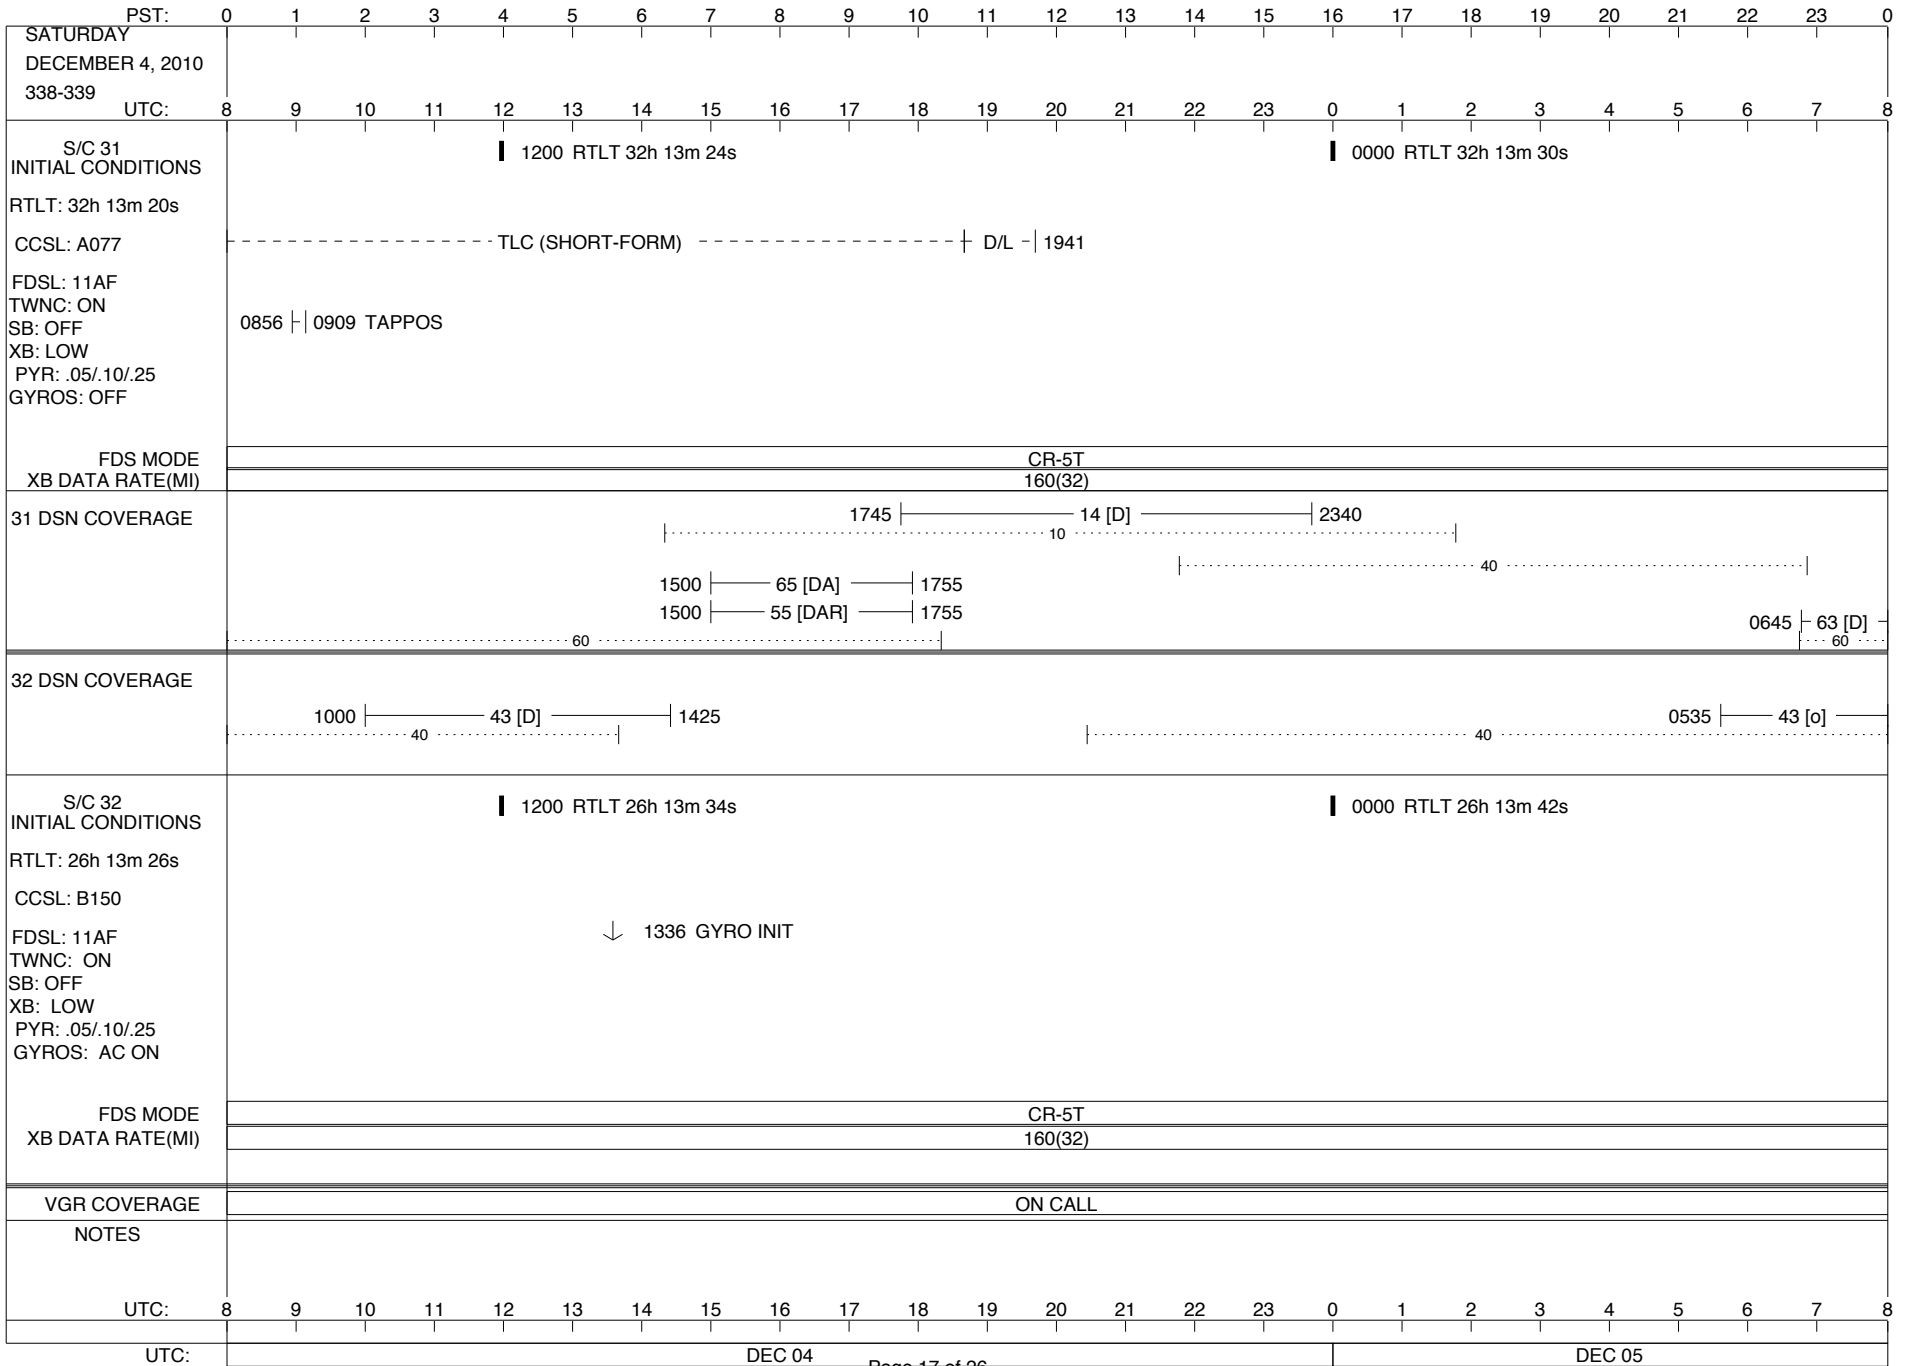 PST: 0 1 2 3 4 5 6 7 8 9 10 11 12 13 14 15 16 17 18 19 20 21 22 23 0
SATURDAY
DECEMBER 4, 2010
338-339
UTC: 8 9 10 11 12 13 14 15 16 17 18 19 20 21 22 23 0 1 2 3 4 5 6 7 8
S/C 31
INITIAL CONDITIONS
1200 RTLT 32h 13m 24s
0000 RTLT 32h 13m 30s
RTLT: 32h 13m 20s
CCSL: A077
TLC (SHORT-FORM)
D/L
1941
FDSL: 11AF
TWNC: ON
SB: OFF
0856
0909 TAPPOS
XB: LOW
PYR: .05/.10/.25
GYROS: OFF
FDS MODE
CR-5T
XB DATA RATE(MI)
160(32)
31 DSN COVERAGE
1745 14 [D] 2340
10
40
1500 65 [DA] 1755
1500 55 [DAR] 1755
0645 63 [D]
60
60
32 DSN COVERAGE
1000 43 [D] 1425
0535 43 [o]
40
40
S/C 32
INITIAL CONDITIONS
1200 RTLT 26h 13m 34s
0000 RTLT 26h 13m 42s
RTLT: 26h 13m 26s
CCSL: B150
FDSL: 11AF
1336 GYRO INIT
TWNC: ON
SB: OFF
XB: LOW
PYR: .05/.10/.25
GYROS: AC ON
FDS MODE
CR-5T
XB DATA RATE(MI)
160(32)
VGR COVERAGE
ON CALL
NOTES
UTC: 8 9 10 11 12 13 14 15 16 17 18 19 20 21 22 23 0 1 2 3 4 5 6 7 8
UTC:
DEC 04
DEC 05
Page 17 of 26